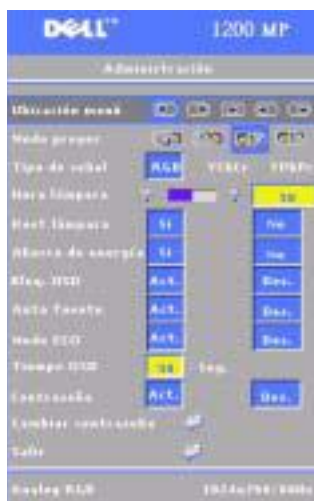 DELL™ 1200 MP
Administración
Ubicación menú
Modo proyec
Tipo de señal RGB YCbCr YPbPr
Hora lámpara
Rest. lámpara Sí No
Ahorro de energía Sí No
Bloq. OSD Act. Des.
Auto fuente Act. Des.
Modo ECO Act. Des.
Tiempo OSD Seg.
Contraseña Act. Des.
Cambiar contraseña
Salir
Analog RGB